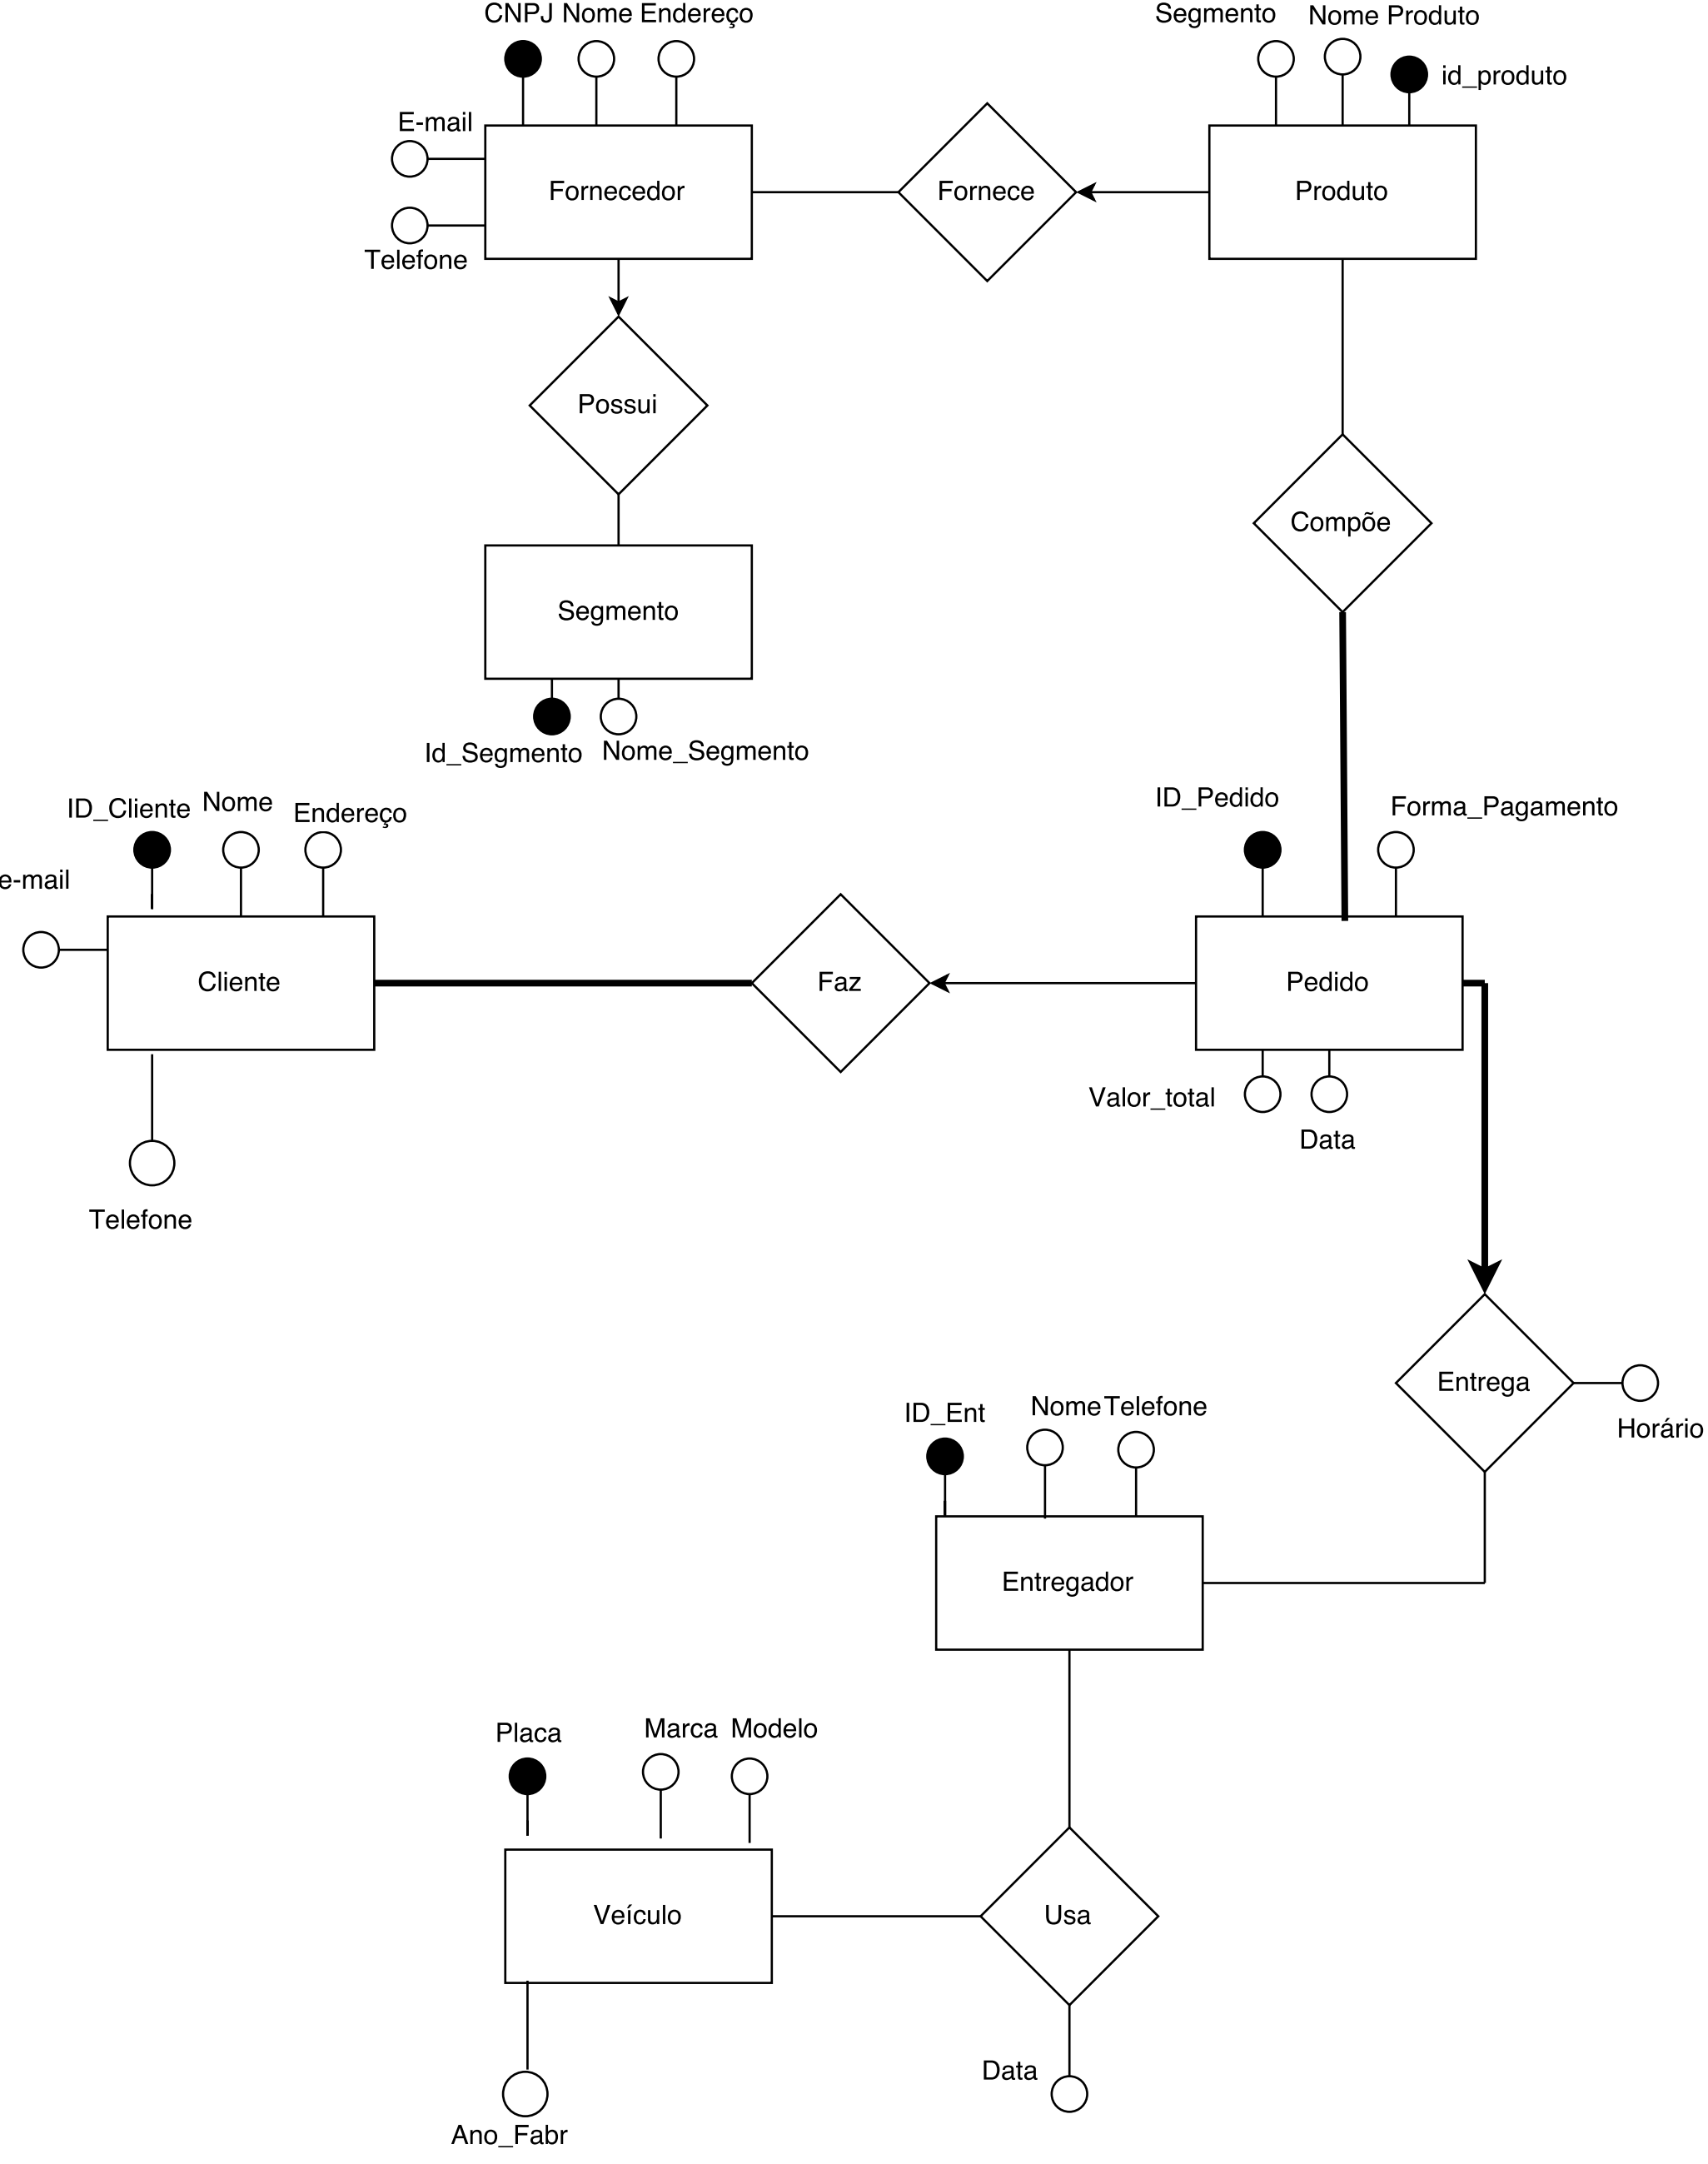 CNPJ Nome Endereço
Segmento
Nome Produto
id_produto
E-mail
Fornecedor
Fornece
Produto
Telefone
Possui
Compõe
Segmento
Id_Segmento
Nome_Segmento
ID_Cliente
Nome
Endereço
ID_Pedido
Forma_Pagamento
e-mail
Cliente
Faz
Pedido
Valor_total
Data
Telefone
Entrega
Horário
ID_Ent
Nome
Telefone
Entregador
Placa
Marca
Modelo
Veículo
Usa
Data
Ano_Fabr